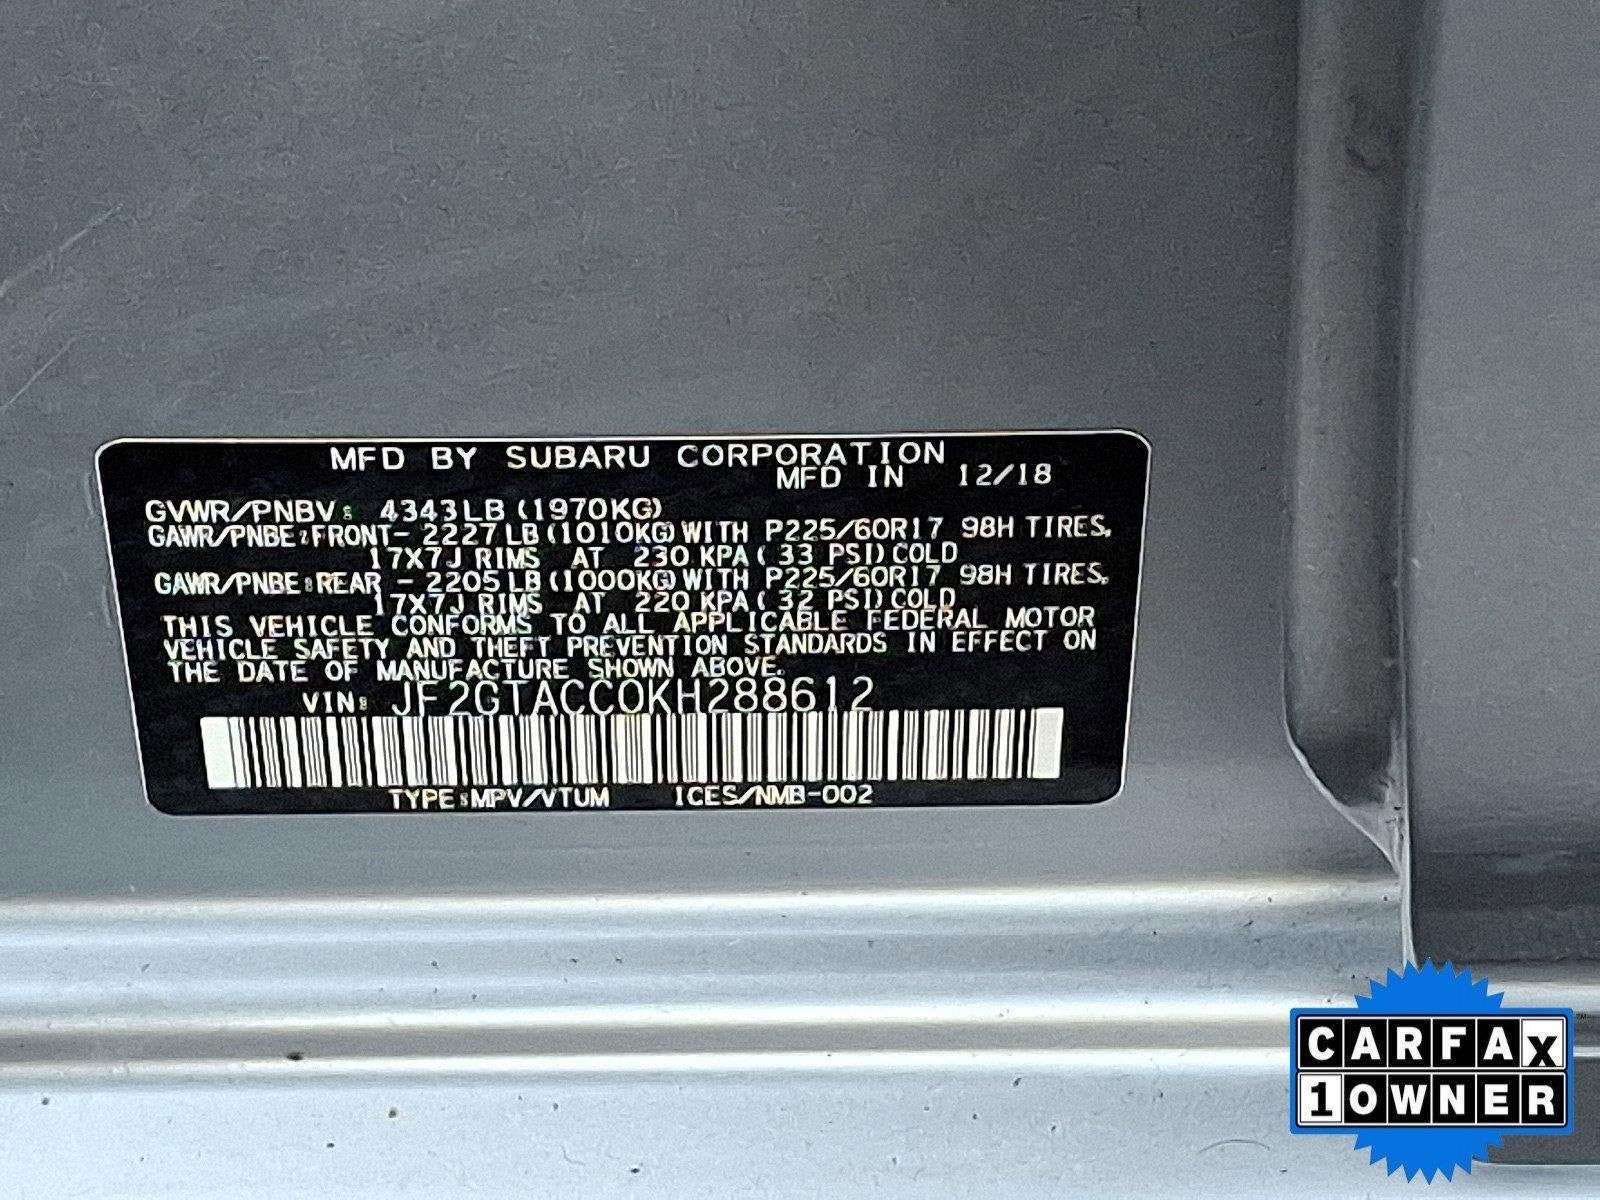 MFD BY SUBARU CORPORATION
MFD IN 12/18
GVWR/PNBV: 4343LB (1970KG)
GAWR/PNBE:FRONT- 2227 LB (1010KG) WITH P225/60R17 98H TIRES.
17X7J RIMS AT 230 KPA ( 33 PSI) COLD
GAWR/PNBE:REAR - 2205 LB (1000KG) WITH P225/60R17 98H TIRES.
17X7J RIMS AT 220 KPA ( 32 PSI) COLD
THIS VEHICLE CONFORMS TO ALL APPLICABLE FEDERAL MOTOR
VEHICLE SAFETY AND THEFT PREVENTION STANDARDS IN EFFECT ON
THE DATE OF MANUFACTURE SHOWN ABOVE.
VIN: JF2GTACC0KH288612
TYPE:MPV/VTUM ICES/NMB-002
CARFAX
1 OWNER